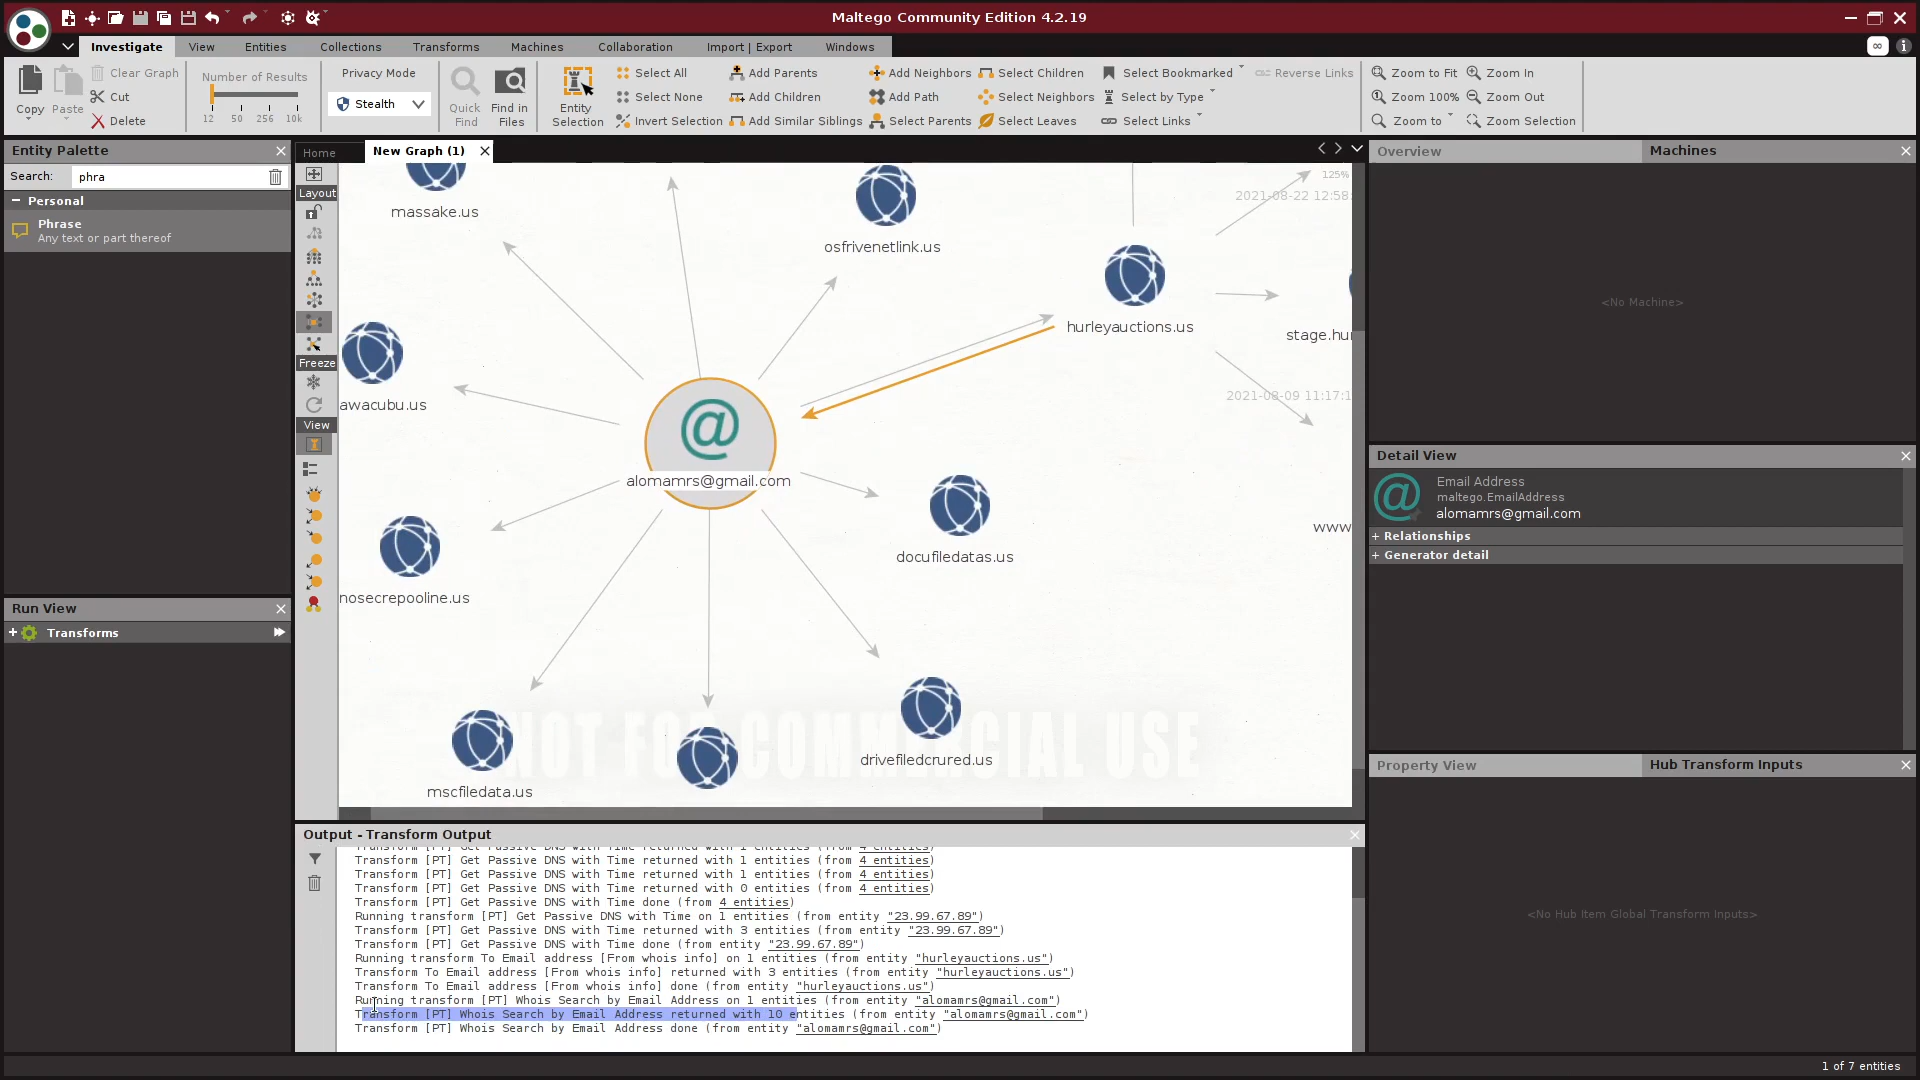 Maltego Community Edition 4.2.19
Investigate View Entities Collections Transforms Machines Collaboration Import | Export Windows
Copy
Paste
Clear Graph
Cut
Delete
Number of Results
12 50 256 10k
Privacy Mode
Stealth
Quick Find
Find in Files
Entity Selection
Select All
Select None
Invert Selection
Add Parents
Add Children
Add Similar Siblings
Add Neighbors
Add Path
Select Parents
Select Children
Select Neighbors
Select Leaves
Select Bookmarked
Select by Type
Select Links
Reverse Links
Zoom to Fit
Zoom 100%
Zoom to
Zoom In
Zoom Out
Zoom Selection
Entity Palette
Search: phra
Personal
Phrase
Any text or part thereof
Run View
Transforms
Home New Graph (1)
Layout
Freeze
View
125%
2021-08-22 12:58:
massake.us
osfrivenetlink.us
hurleyauctions.us
stage.hur
awacubu.us
2021-08-09 11:17:1
alomamrs@gmail.com
www
docufiledatas.us
nosecrepooline.us
drivefiledcrured.us
mscfiledata.us
NOT FOR COMMERCIAL USE
Output - Transform Output
Transform [PT] Get Passive DNS with Time returned with 1 entities (from 4 entities)
Transform [PT] Get Passive DNS with Time returned with 1 entities (from 4 entities)
Transform [PT] Get Passive DNS with Time returned with 1 entities (from 4 entities)
Transform [PT] Get Passive DNS with Time returned with 0 entities (from 4 entities)
Transform [PT] Get Passive DNS with Time done (from 4 entities)
Running transform [PT] Get Passive DNS with Time on 1 entities (from entity "23.99.67.89")
Transform [PT] Get Passive DNS with Time returned with 3 entities (from entity "23.99.67.89")
Transform [PT] Get Passive DNS with Time done (from entity "23.99.67.89")
Running transform To Email address [From whois info] on 1 entities (from entity "hurleyauctions.us")
Transform To Email address [From whois info] returned with 3 entities (from entity "hurleyauctions.us")
Transform To Email address [From whois info] done (from entity "hurleyauctions.us")
Running transform [PT] Whois Search by Email Address on 1 entities (from entity "alomamrs@gmail.com")
Transform [PT] Whois Search by Email Address returned with 10 entities (from entity "alomamrs@gmail.com")
Transform [PT] Whois Search by Email Address done (from entity "alomamrs@gmail.com")
Overview Machines
<No Machine>
Detail View
Email Address
maltego.EmailAddress
alomamrs@gmail.com
+ Relationships
+ Generator detail
Property View Hub Transform Inputs
<No Hub Item Global Transform Inputs>
1 of 7 entities